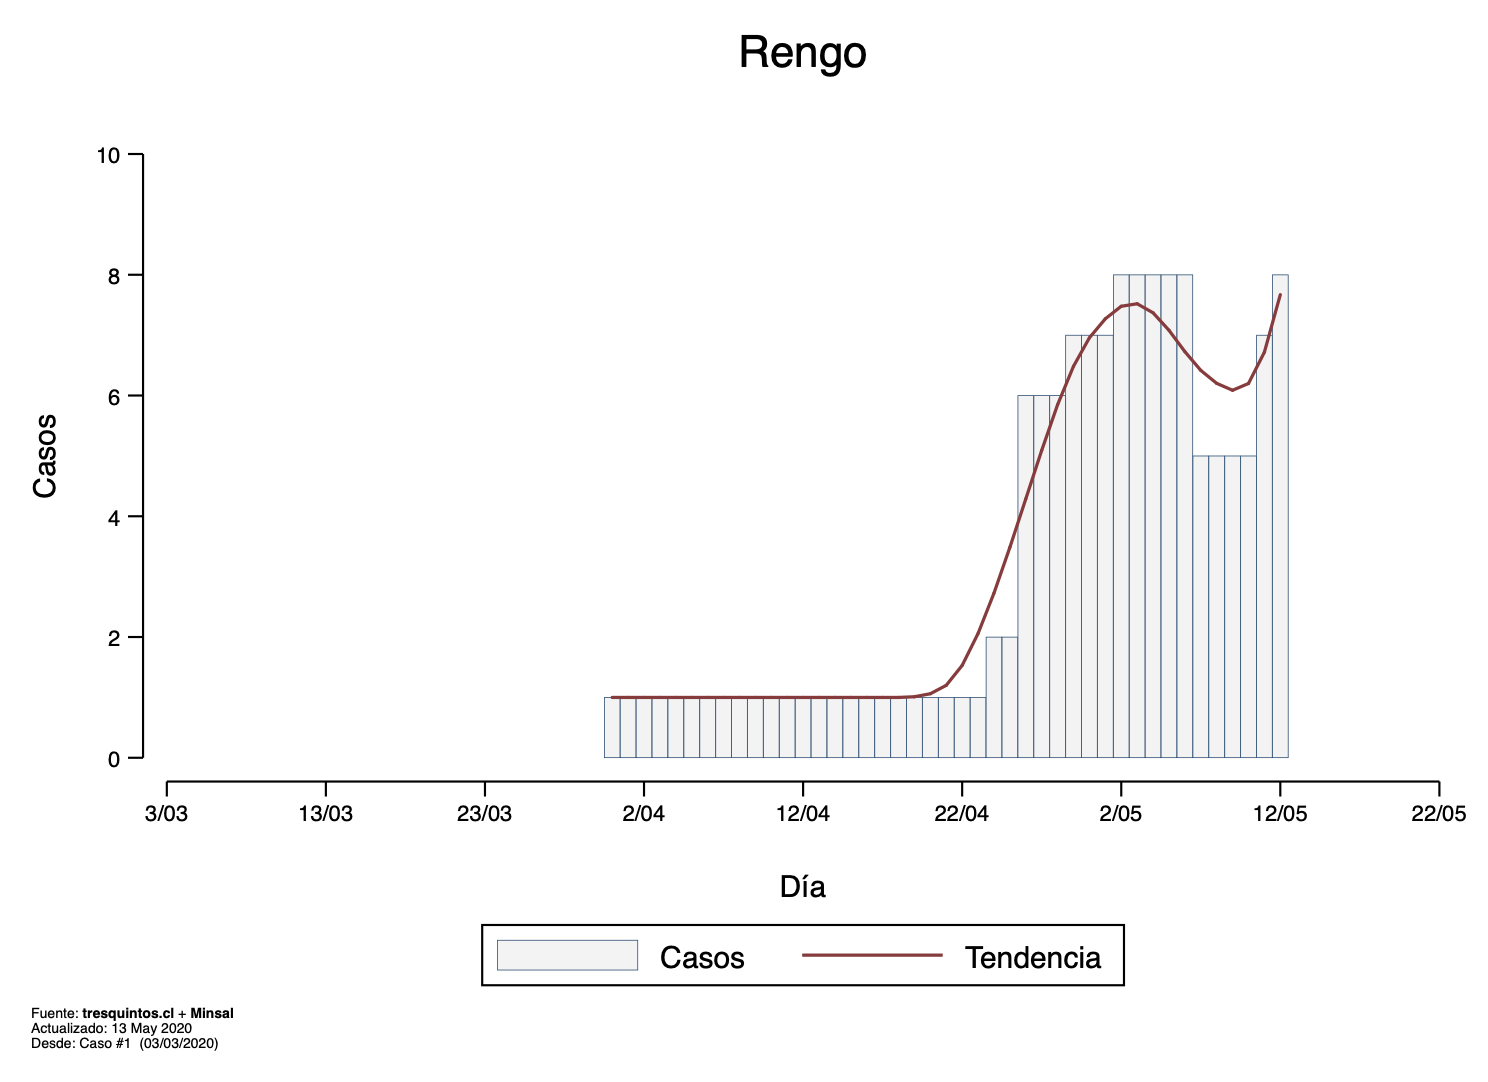 Rengo
10
8
6
4
2
0
Casos
3/03 13/03 23/03 2/04 12/04 22/04 2/05 12/05 22/05
Día
Casos Tendencia
Fuente: tresquintos.cl + Minsal
Actualizado: 13 May 2020
Desde: Caso #1 (03/03/2020)